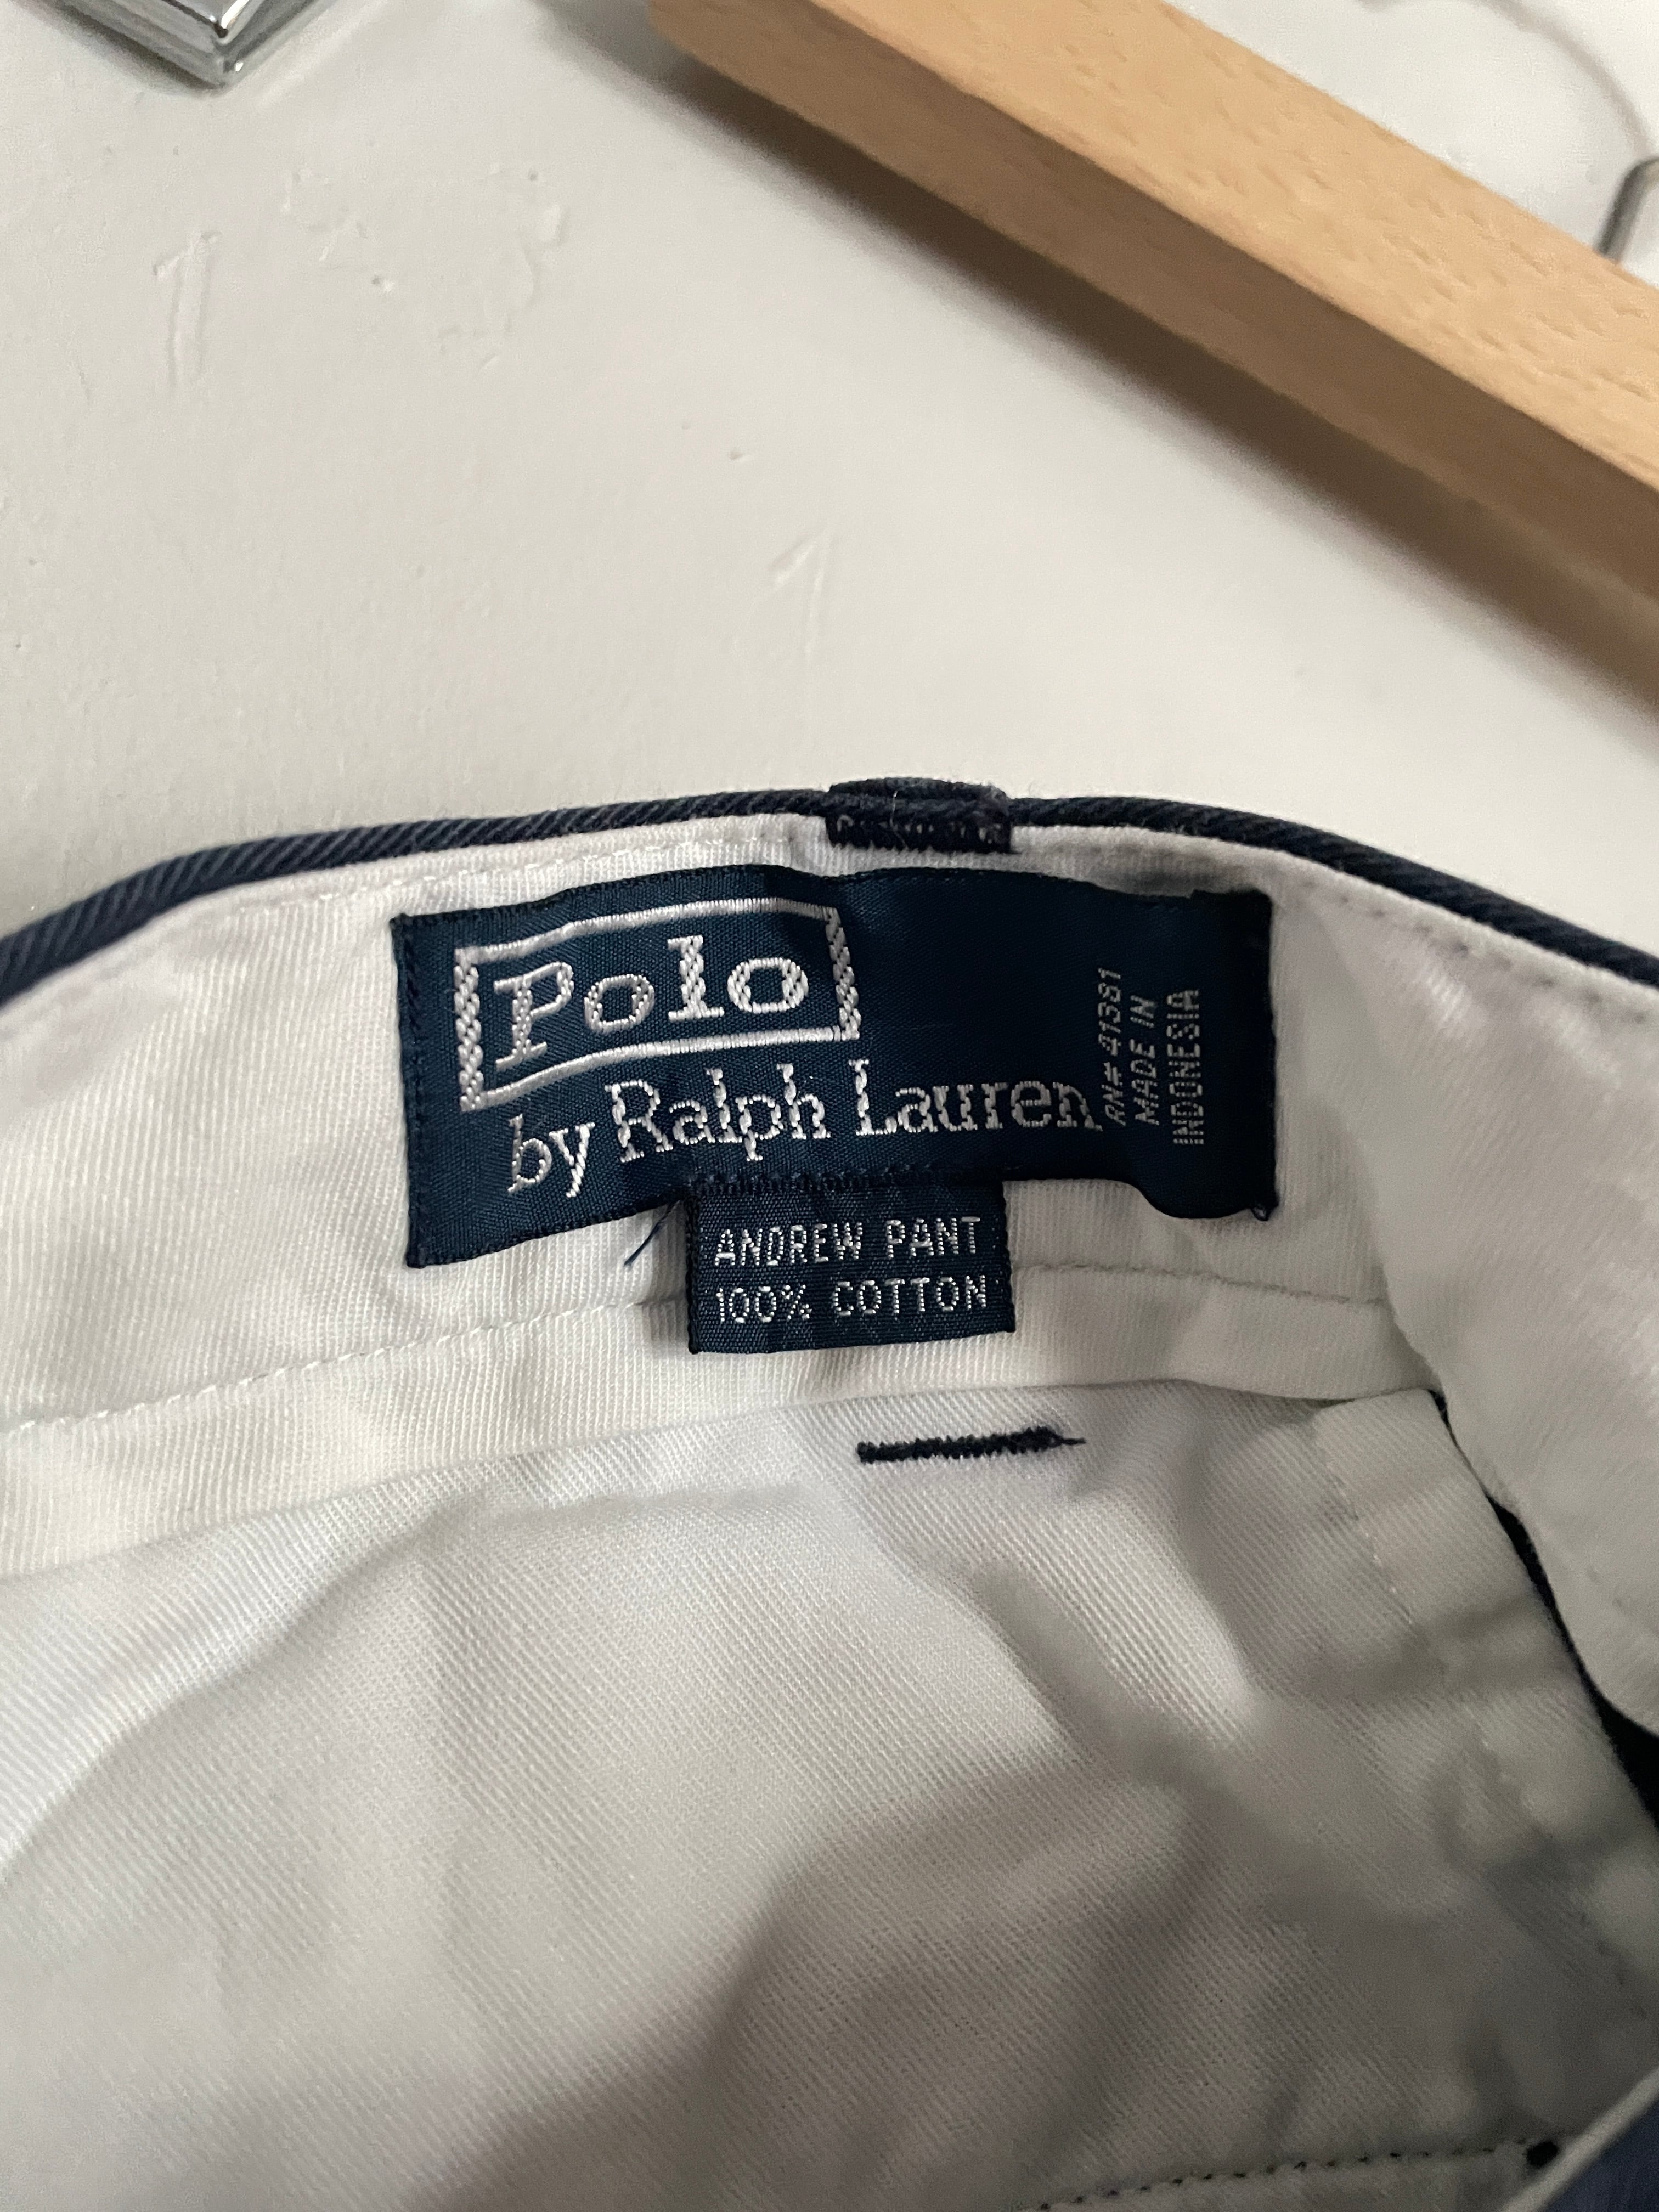 Polo
by Ralph Lauren
RN# 41381
MADE IN
INDONESIA
ANDREW PANT
100% COTTON